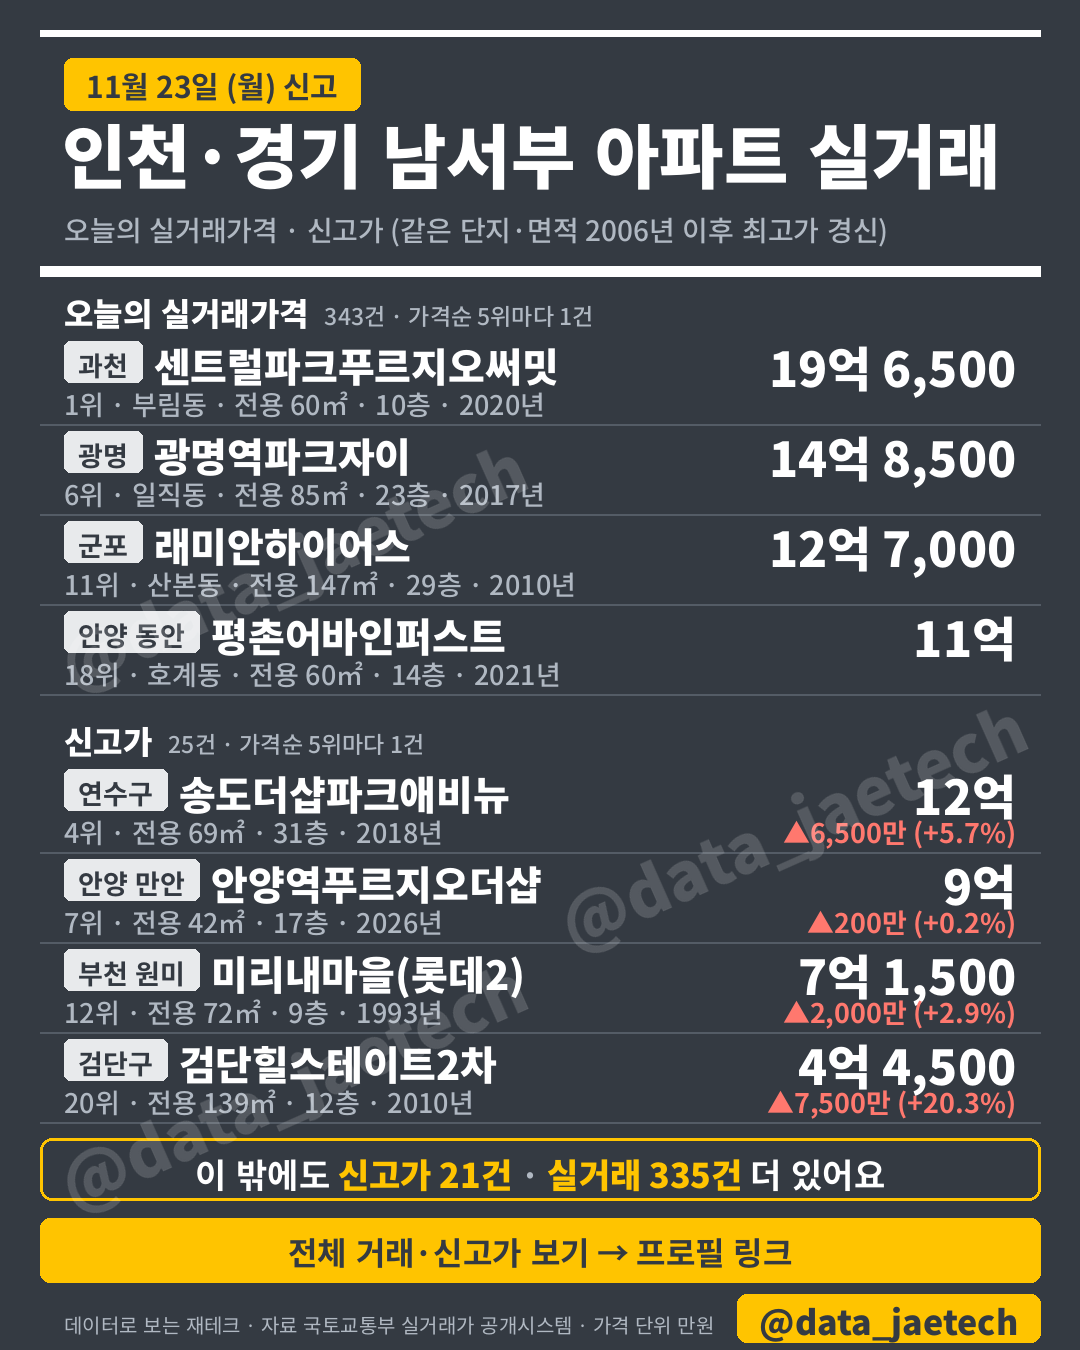 11월 23일 (월) 신고
인천·경기 남서부 아파트 실거래
오늘의 실거래가격 · 신고가 (같은 단지·면적 2006년 이후 최고가 경신)
오늘의 실거래가격 343건 · 가격순 5위마다 1건
과천 센트럴파크푸르지오써밋 19억 6,500
1위 · 부림동 · 전용 60㎡ · 10층 · 2020년
광명 광명역파크자이 14억 8,500
6위 · 일직동 · 전용 85㎡ · 23층 · 2017년
군포 래미안하이어스 12억 7,000
11위 · 산본동 · 전용 147㎡ · 29층 · 2010년
안양 동안 평촌어바인퍼스트 11억
18위 · 호계동 · 전용 60㎡ · 14층 · 2021년
신고가 25건 · 가격순 5위마다 1건
연수구 송도더샵파크애비뉴 12억
4위 · 전용 69㎡ · 31층 · 2018년 ▲6,500만 (+5.7%)
안양 만안 안양역푸르지오더샵 9억
7위 · 전용 42㎡ · 17층 · 2026년 ▲200만 (+0.2%)
부천 원미 미리내마을(롯데2) 7억 1,500
12위 · 전용 72㎡ · 9층 · 1993년 ▲2,000만 (+2.9%)
검단구 검단힐스테이트2차 4억 4,500
20위 · 전용 139㎡ · 12층 · 2010년 ▲7,500만 (+20.3%)
이 밖에도 신고가 21건 · 실거래 335건 더 있어요
전체 거래·신고가 보기 → 프로필 링크
데이터로 보는 재테크 · 자료 국토교통부 실거래가 공개시스템 · 가격 단위 만원 @data_jaetech
@data_jaetech
@data_jaetech
@data_jaetech